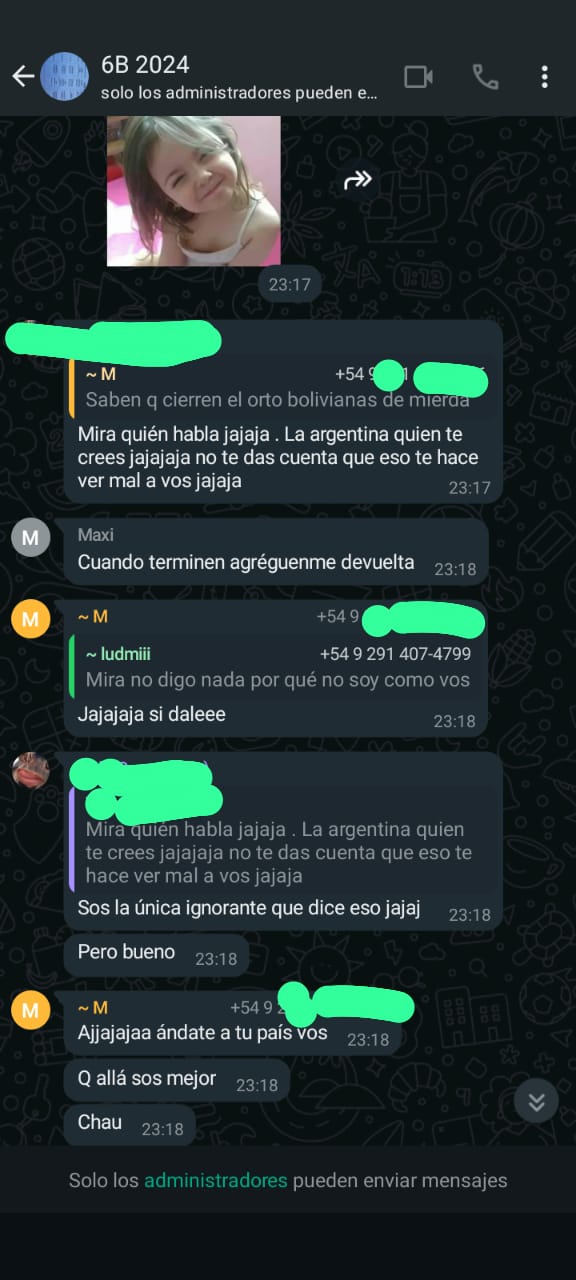 6B 2024
solo los administradores pueden e...
23:17
~ M +54 9
Saben q cierren el orto bolivianas de mierda
Mira quién habla jajaja . La argentina quien te
crees jajajaja no te das cuenta que eso te hace
ver mal a vos jajaja
23:17
M
Maxi
Cuando terminen agréguenme devuelta 23:18
M
~ M +54 9
~ ludmiii +54 9 291 407-4799
Mira no digo nada por qué no soy como vos
Jajajaja si daleee 23:18
Mira quién habla jajaja . La argentina quien
te crees jajajaja no te das cuenta que eso te
hace ver mal a vos jajaja
Sos la única ignorante que dice eso jajaj 23:18
Pero bueno 23:18
M
~ M +54 9
Ajjajajaa ándate a tu país vos 23:18
Q allá sos mejor 23:18
Chau 23:18
Solo los administradores pueden enviar mensajes